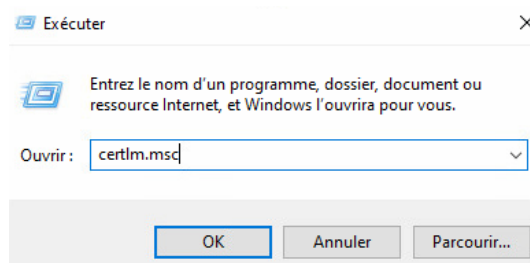 Exécuter
Entrez le nom d'un programme, dossier, document ou
ressource Internet, et Windows l'ouvrira pour vous.
Ouvrir :
certlm.msc
OK
Annuler
Parcourir...